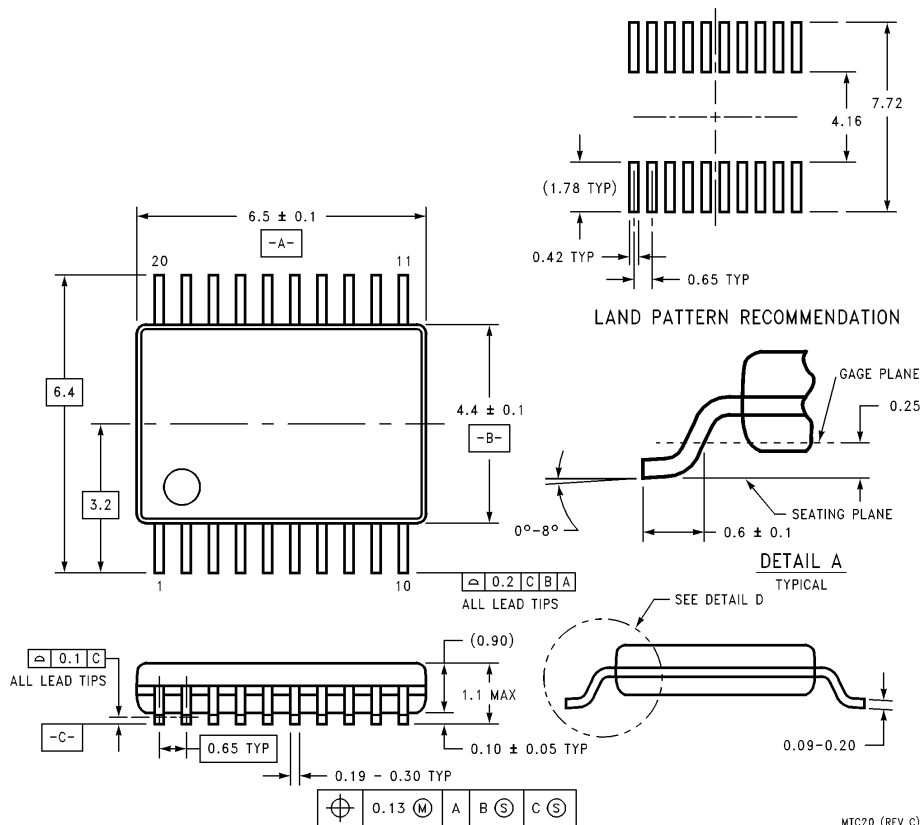 7.72
4.16
(1.78 TYP)
0.42 TYP
0.65 TYP
LAND PATTERN RECOMMENDATION
6.5 ± 0.1
-A-
20
11
6.4
4.4 ± 0.1
-B-
3.2
1
10
⌓ 0.2 C B A
ALL LEAD TIPS
GAGE PLANE
0.25
SEATING PLANE
0°-8°
0.6 ± 0.1
DETAIL A
TYPICAL
SEE DETAIL D
(0.90)
⌓ 0.1 C
ALL LEAD TIPS
1.1 MAX
-C-
0.65 TYP
0.10 ± 0.05 TYP
0.09-0.20
0.19 - 0.30 TYP
⌖ 0.13 Ⓜ A B Ⓢ C Ⓢ
MTC20 (REV C)